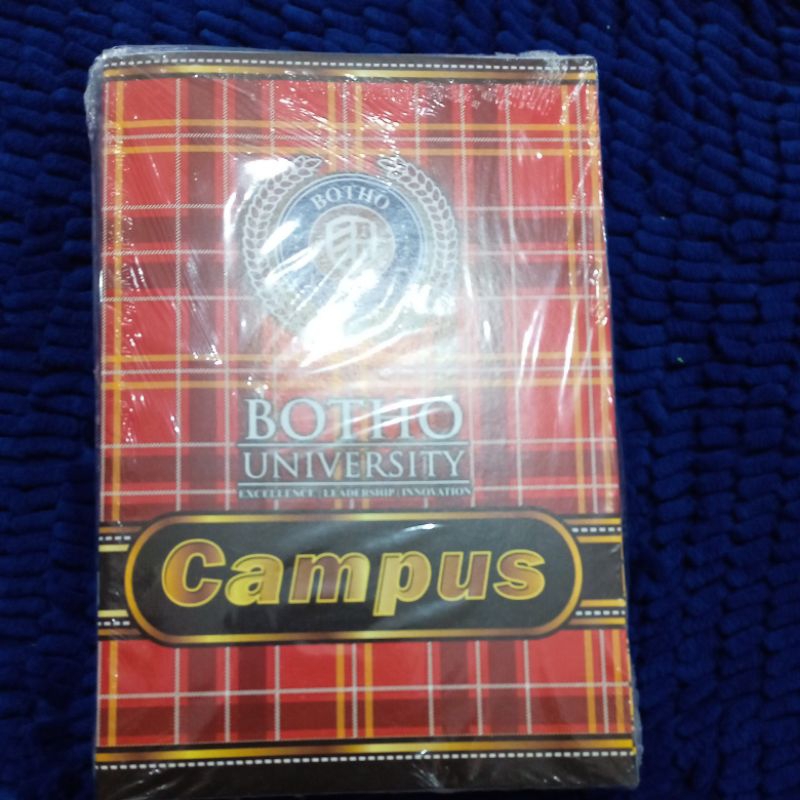 BOTHO
BOTHO
UNIVERSITY
EXCELLENCE | LEADERSHIP | INNOVATION
Campus